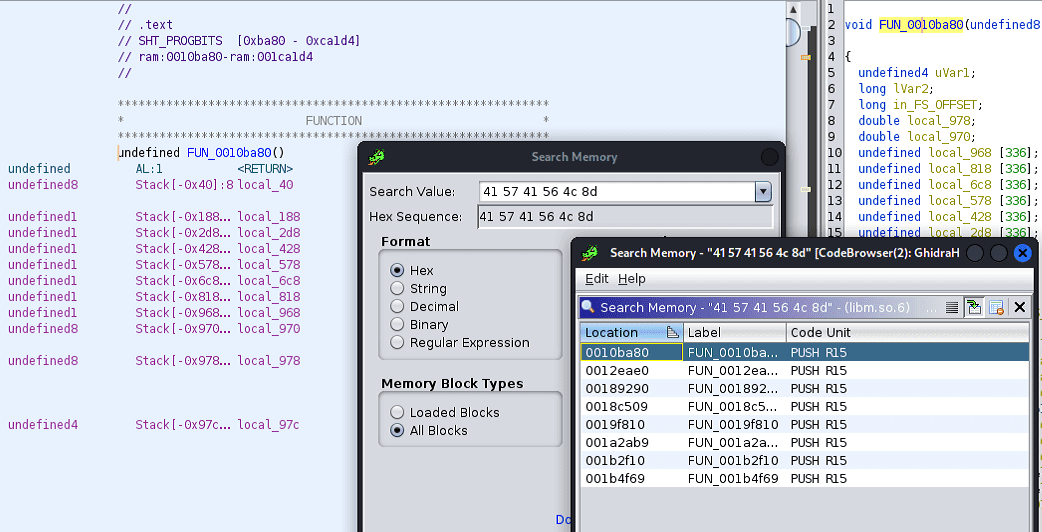 //
// .text
// SHT_PROGBITS  [0xba80 - 0xca1d4]
// ram:0010ba80-ram:001ca1d4
//
************************************************************
*                          FUNCTION                          *
************************************************************
undefined FUN_0010ba80()
undefined AL:1 <RETURN>
undefined8 Stack[-0x40]:8 local_40
undefined1 Stack[-0x188... local_188
undefined1 Stack[-0x2d8... local_2d8
undefined1 Stack[-0x428... local_428
undefined1 Stack[-0x578... local_578
undefined1 Stack[-0x6c8... local_6c8
undefined1 Stack[-0x818... local_818
undefined1 Stack[-0x968... local_968
undefined8 Stack[-0x970... local_970
undefined8 Stack[-0x978... local_978
undefined4 Stack[-0x97c... local_97c
1
2 void FUN_0010ba80(undefined8
3
4 {
5 undefined4 uVar1;
6 long lVar2;
7 long in_FS_OFFSET;
8 double local_978;
9 double local_970;
10 undefined local_968 [336];
11 undefined local_818 [336];
12 undefined local_6c8 [336];
13 undefined local_578 [336];
14 undefined local_428 [336];
15 undefined local_2d8 [336];
Search Memory
Search Value: 41 57 41 56 4c 8d
Hex Sequence: 41 57 41 56 4c 8d
Format
Hex
String
Decimal
Binary
Regular Expression
Memory Block Types
Loaded Blocks
All Blocks
Search Memory - "41 57 41 56 4c 8d" [CodeBrowser(2): GhidraH
Edit Help
Search Memory - "41 57 41 56 4c 8d" - (libm.so.6) ...
Location Label Code Unit
0010ba80 FUN_0010ba... PUSH R15
0012eae0 FUN_0012ea... PUSH R15
00189290 FUN_001892... PUSH R15
0018c509 FUN_0018c5... PUSH R15
0019f810 FUN_0019f810 PUSH R15
001a2ab9 FUN_001a2a... PUSH R15
001b2f10 FUN_001b2f10 PUSH R15
001b4f69 FUN_001b4f69 PUSH R15